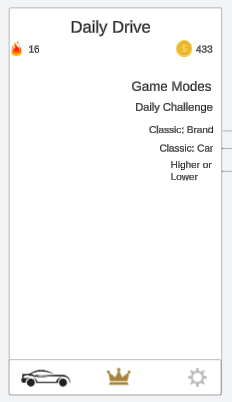 Daily Drive
16
433
Game Modes
Daily Challenge
Classic: Brand
Classic: Car
Higher or
Lower